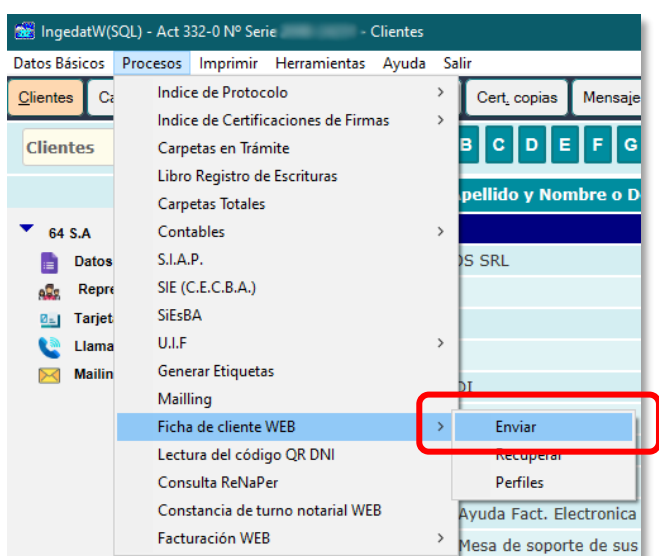 IngedatW(SQL) - Act 332-0 Nº Serie - Clientes
Datos Básicos Procesos Imprimir Herramientas Ayuda Salir
Clientes Cert. copias Mensaje
Clientes
B C D E F G
pellido y Nombre o D
64 S.A
Datos
Repre
Tarjet
Llama
Mailin
Indice de Protocolo >
Indice de Certificaciones de Firmas >
Carpetas en Trámite
Libro Registro de Escrituras
Carpetas Totales
Contables >
S.I.A.P.
SIE (C.E.C.B.A.)
SiEsBA
U.I.F >
Generar Etiquetas
Mailling
Ficha de cliente WEB >
Lectura del código QR DNI
Consulta ReNaPer
Constancia de turno notarial WEB
Facturación WEB >
OS SRL
DI
Enviar
Recuperar
Perfiles
Ayuda Fact. Electronica
Mesa de soporte de sus